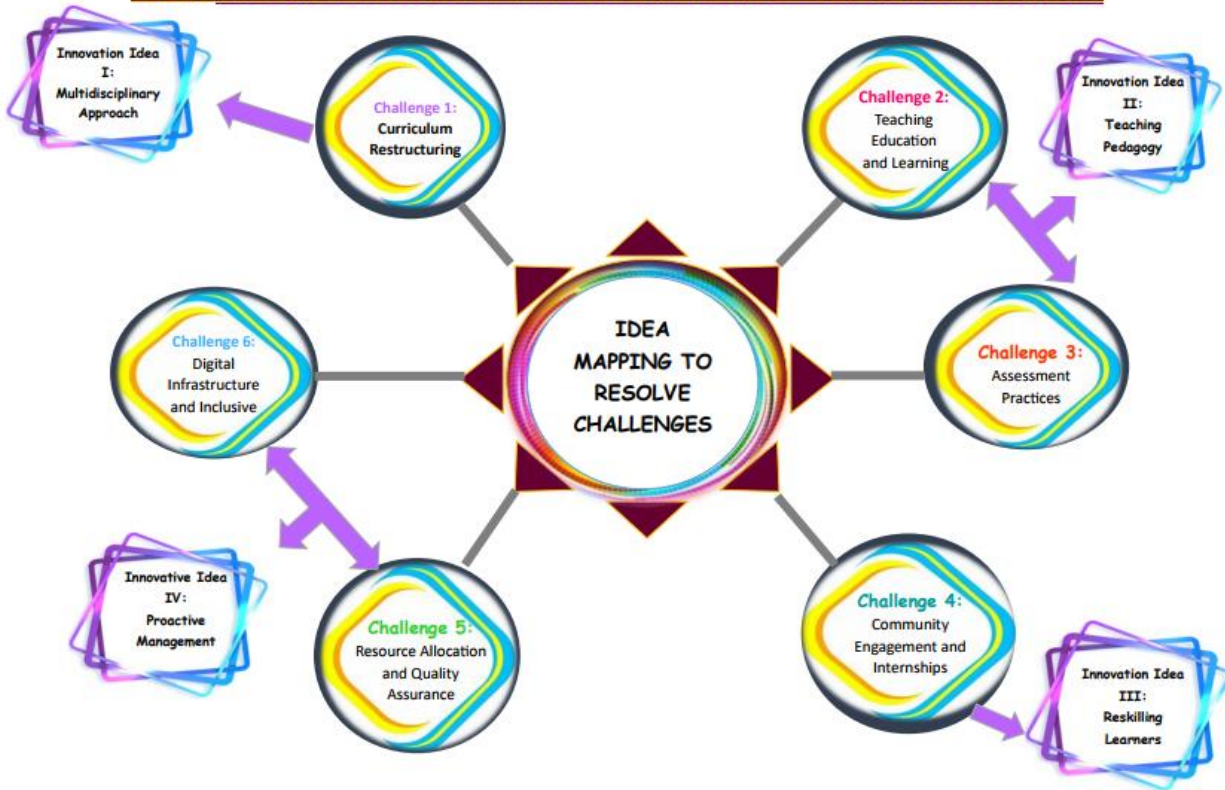 Innovation Idea
I:
Multidisciplinary
Approach
Challenge 1:
Curriculum
Restructuring
Challenge 2:
Teaching
Education
and Learning
Innovation Idea
II:
Teaching
Pedagogy
Challenge 6:
Digital
Infrastructure
and Inclusive
IDEA
MAPPING TO
RESOLVE
CHALLENGES
Challenge 3:
Assessment
Practices
Innovative Idea
IV:
Proactive
Management
Challenge 5:
Resource Allocation
and Quality
Assurance
Challenge 4:
Community
Engagement and
Internships
Innovation Idea
III:
Reskilling
Learners